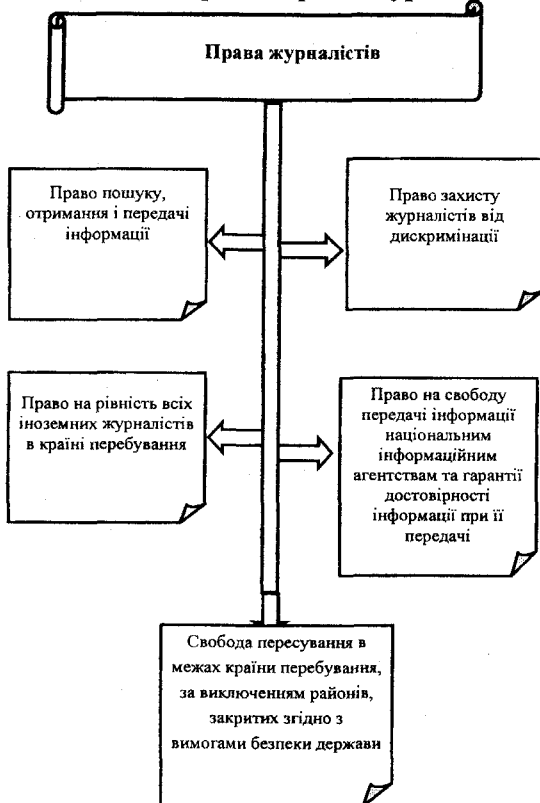 Права журналістів
Право пошуку,
отримання і передачі
інформації
Право захисту
журналістів від
дискримінації
Право на рівність всіх
іноземних журналістів
в країні перебування
Право на свободу
передачі інформації
національним
інформаційним
агентствам та гарантії
достовірності
інформації при її
передачі
Свобода пересування в
межах країни перебування,
за виключенням районів,
закритих згідно з
вимогами безпеки держави